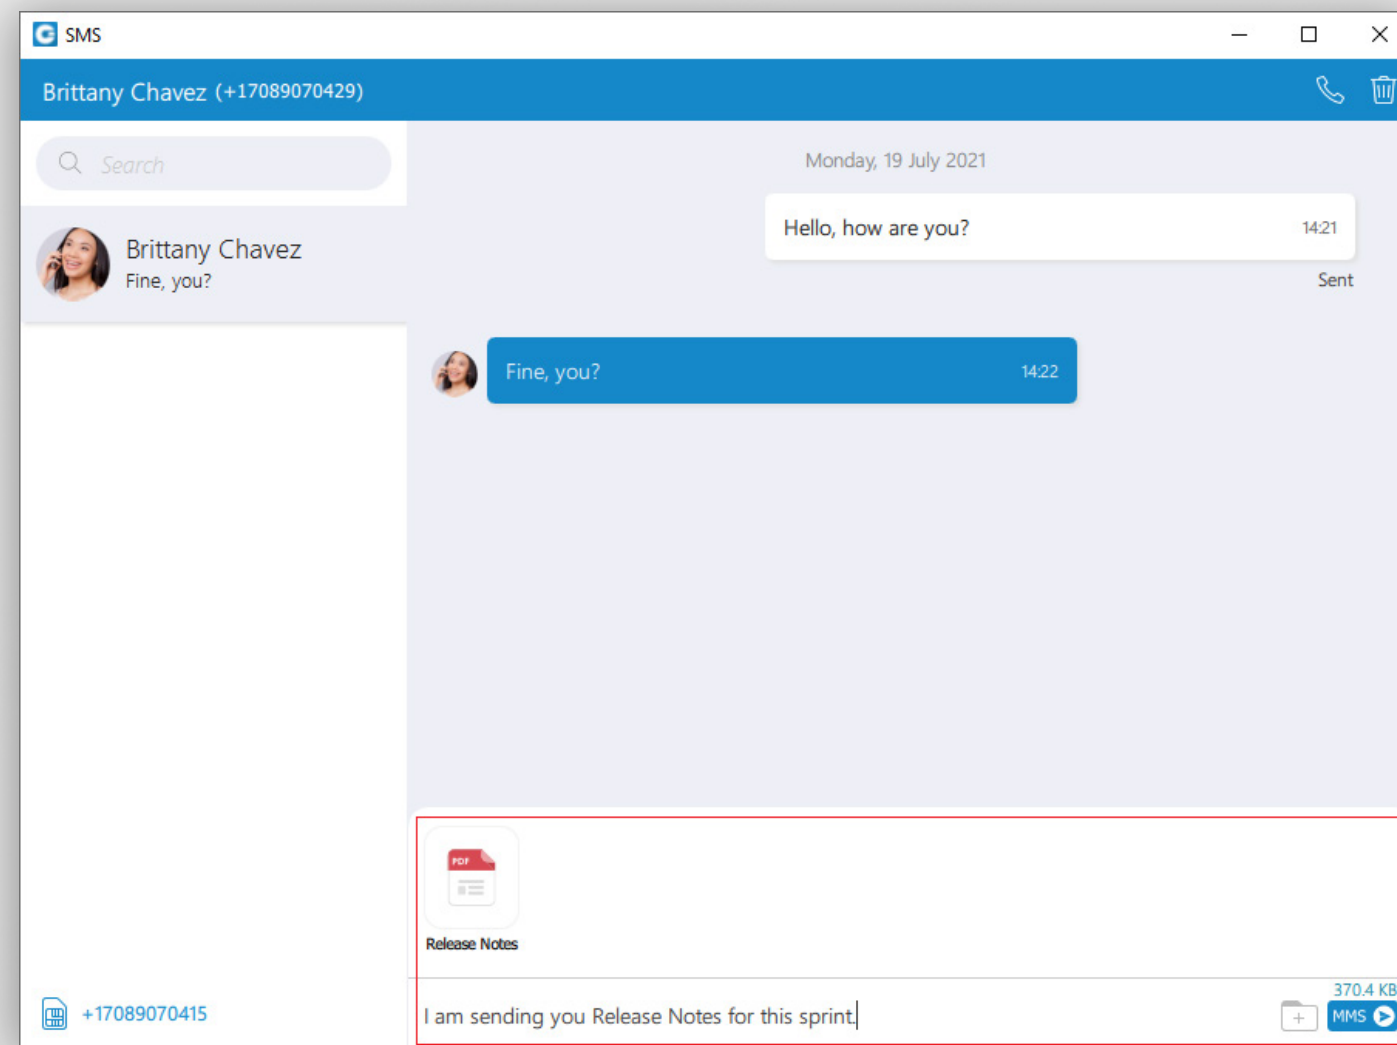 SMS
Brittany Chavez (+17089070429)
Search
Monday, 19 July 2021
Hello, how are you? 14:21
Sent
Brittany Chavez
Fine, you?
Fine, you? 14:22
PDF
Release Notes
370.4 KB
+17089070415
I am sending you Release Notes for this sprint.
MMS